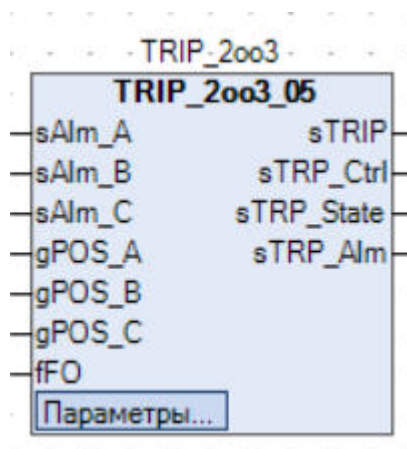 TRIP_2oo3
TRIP_2oo3_05
sAlm_A sTRIP
sAlm_B sTRP_Ctrl
sAlm_C sTRP_State
gPOS_A sTRP_Alm
gPOS_B
gPOS_C
fFO
Параметры...